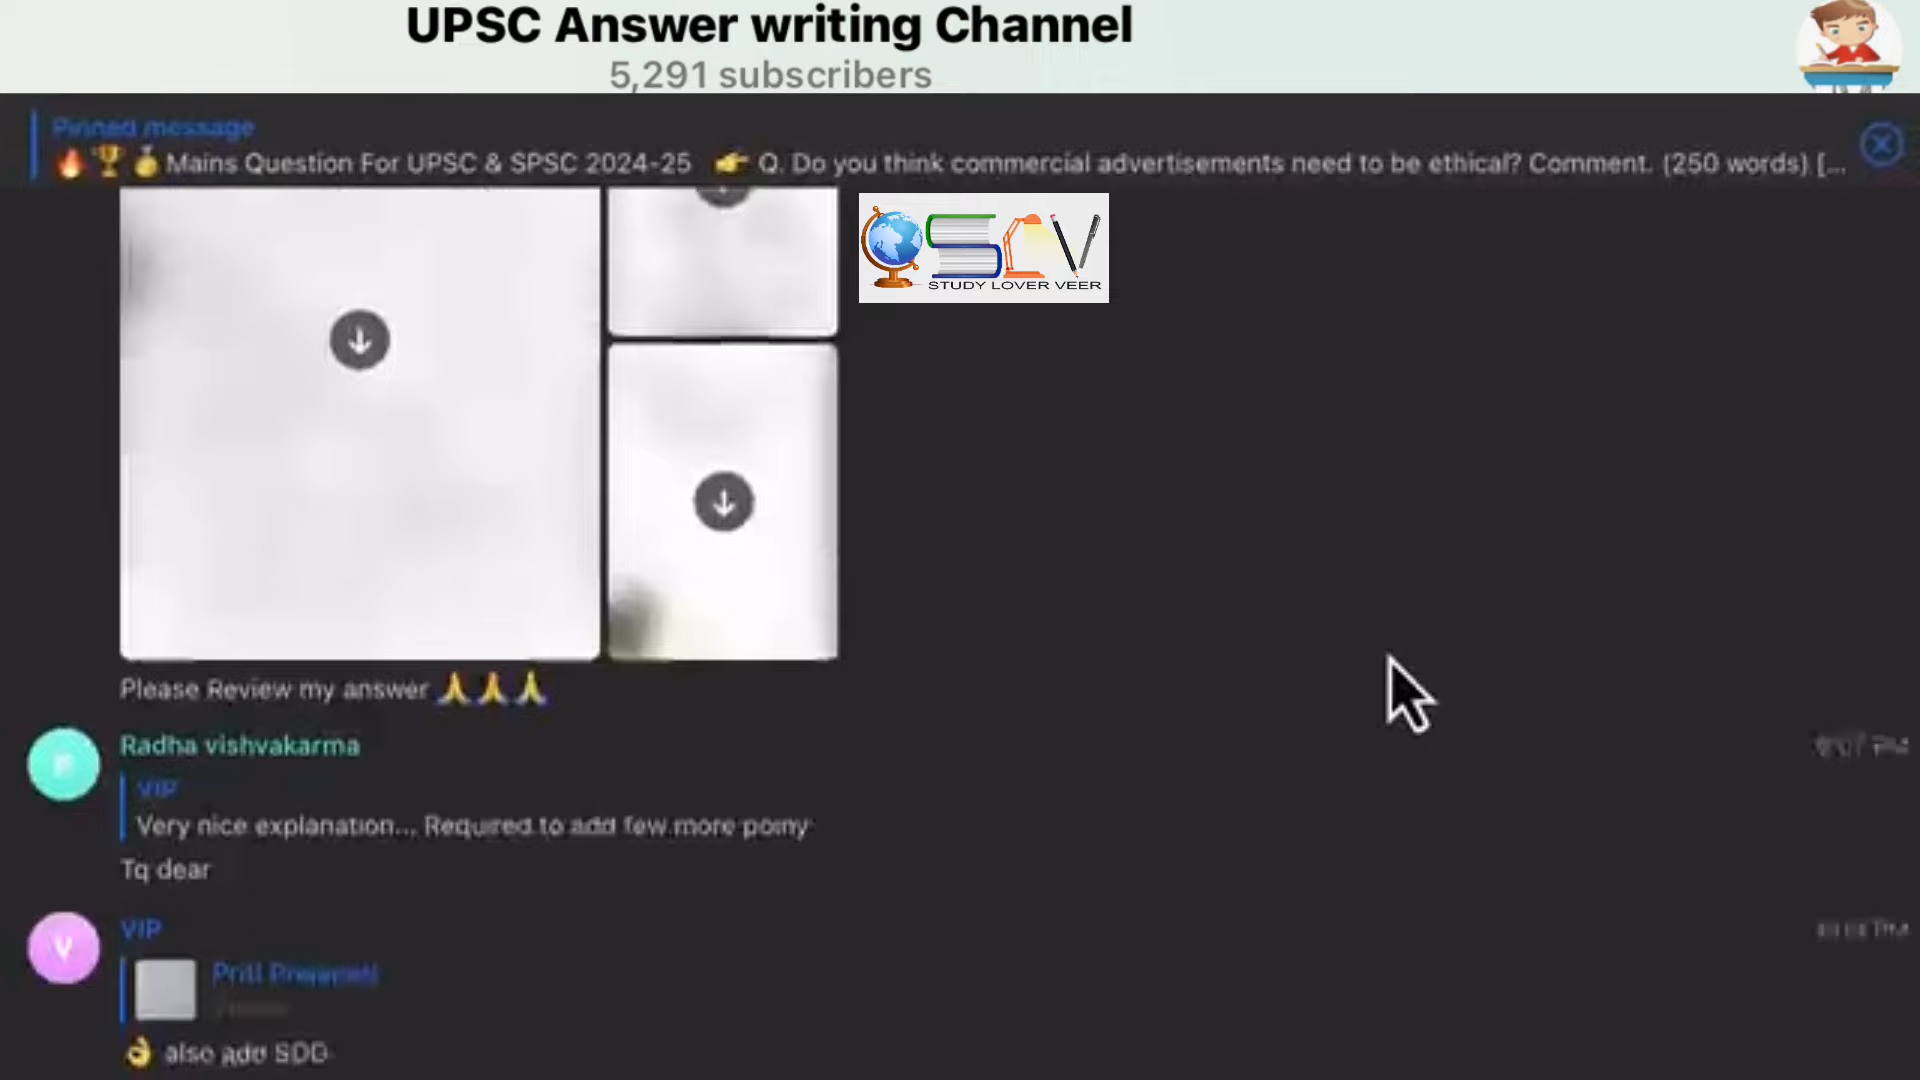 UPSC Answer writing Channel
5,291 subscribers
Pinned message
🔥🏆🥇 Mains Question For UPSC & SPSC 2024-25 👉 Q. Do you think commercial advertisements need to be ethical? Comment. (250 words) [...
STUDY LOVER VEER
Please Review my answer 🙏🙏🙏
Radha vishvakarma
VIP
Very nice explanation... Required to add few more
Tq dear
V
VIP
👌 also add